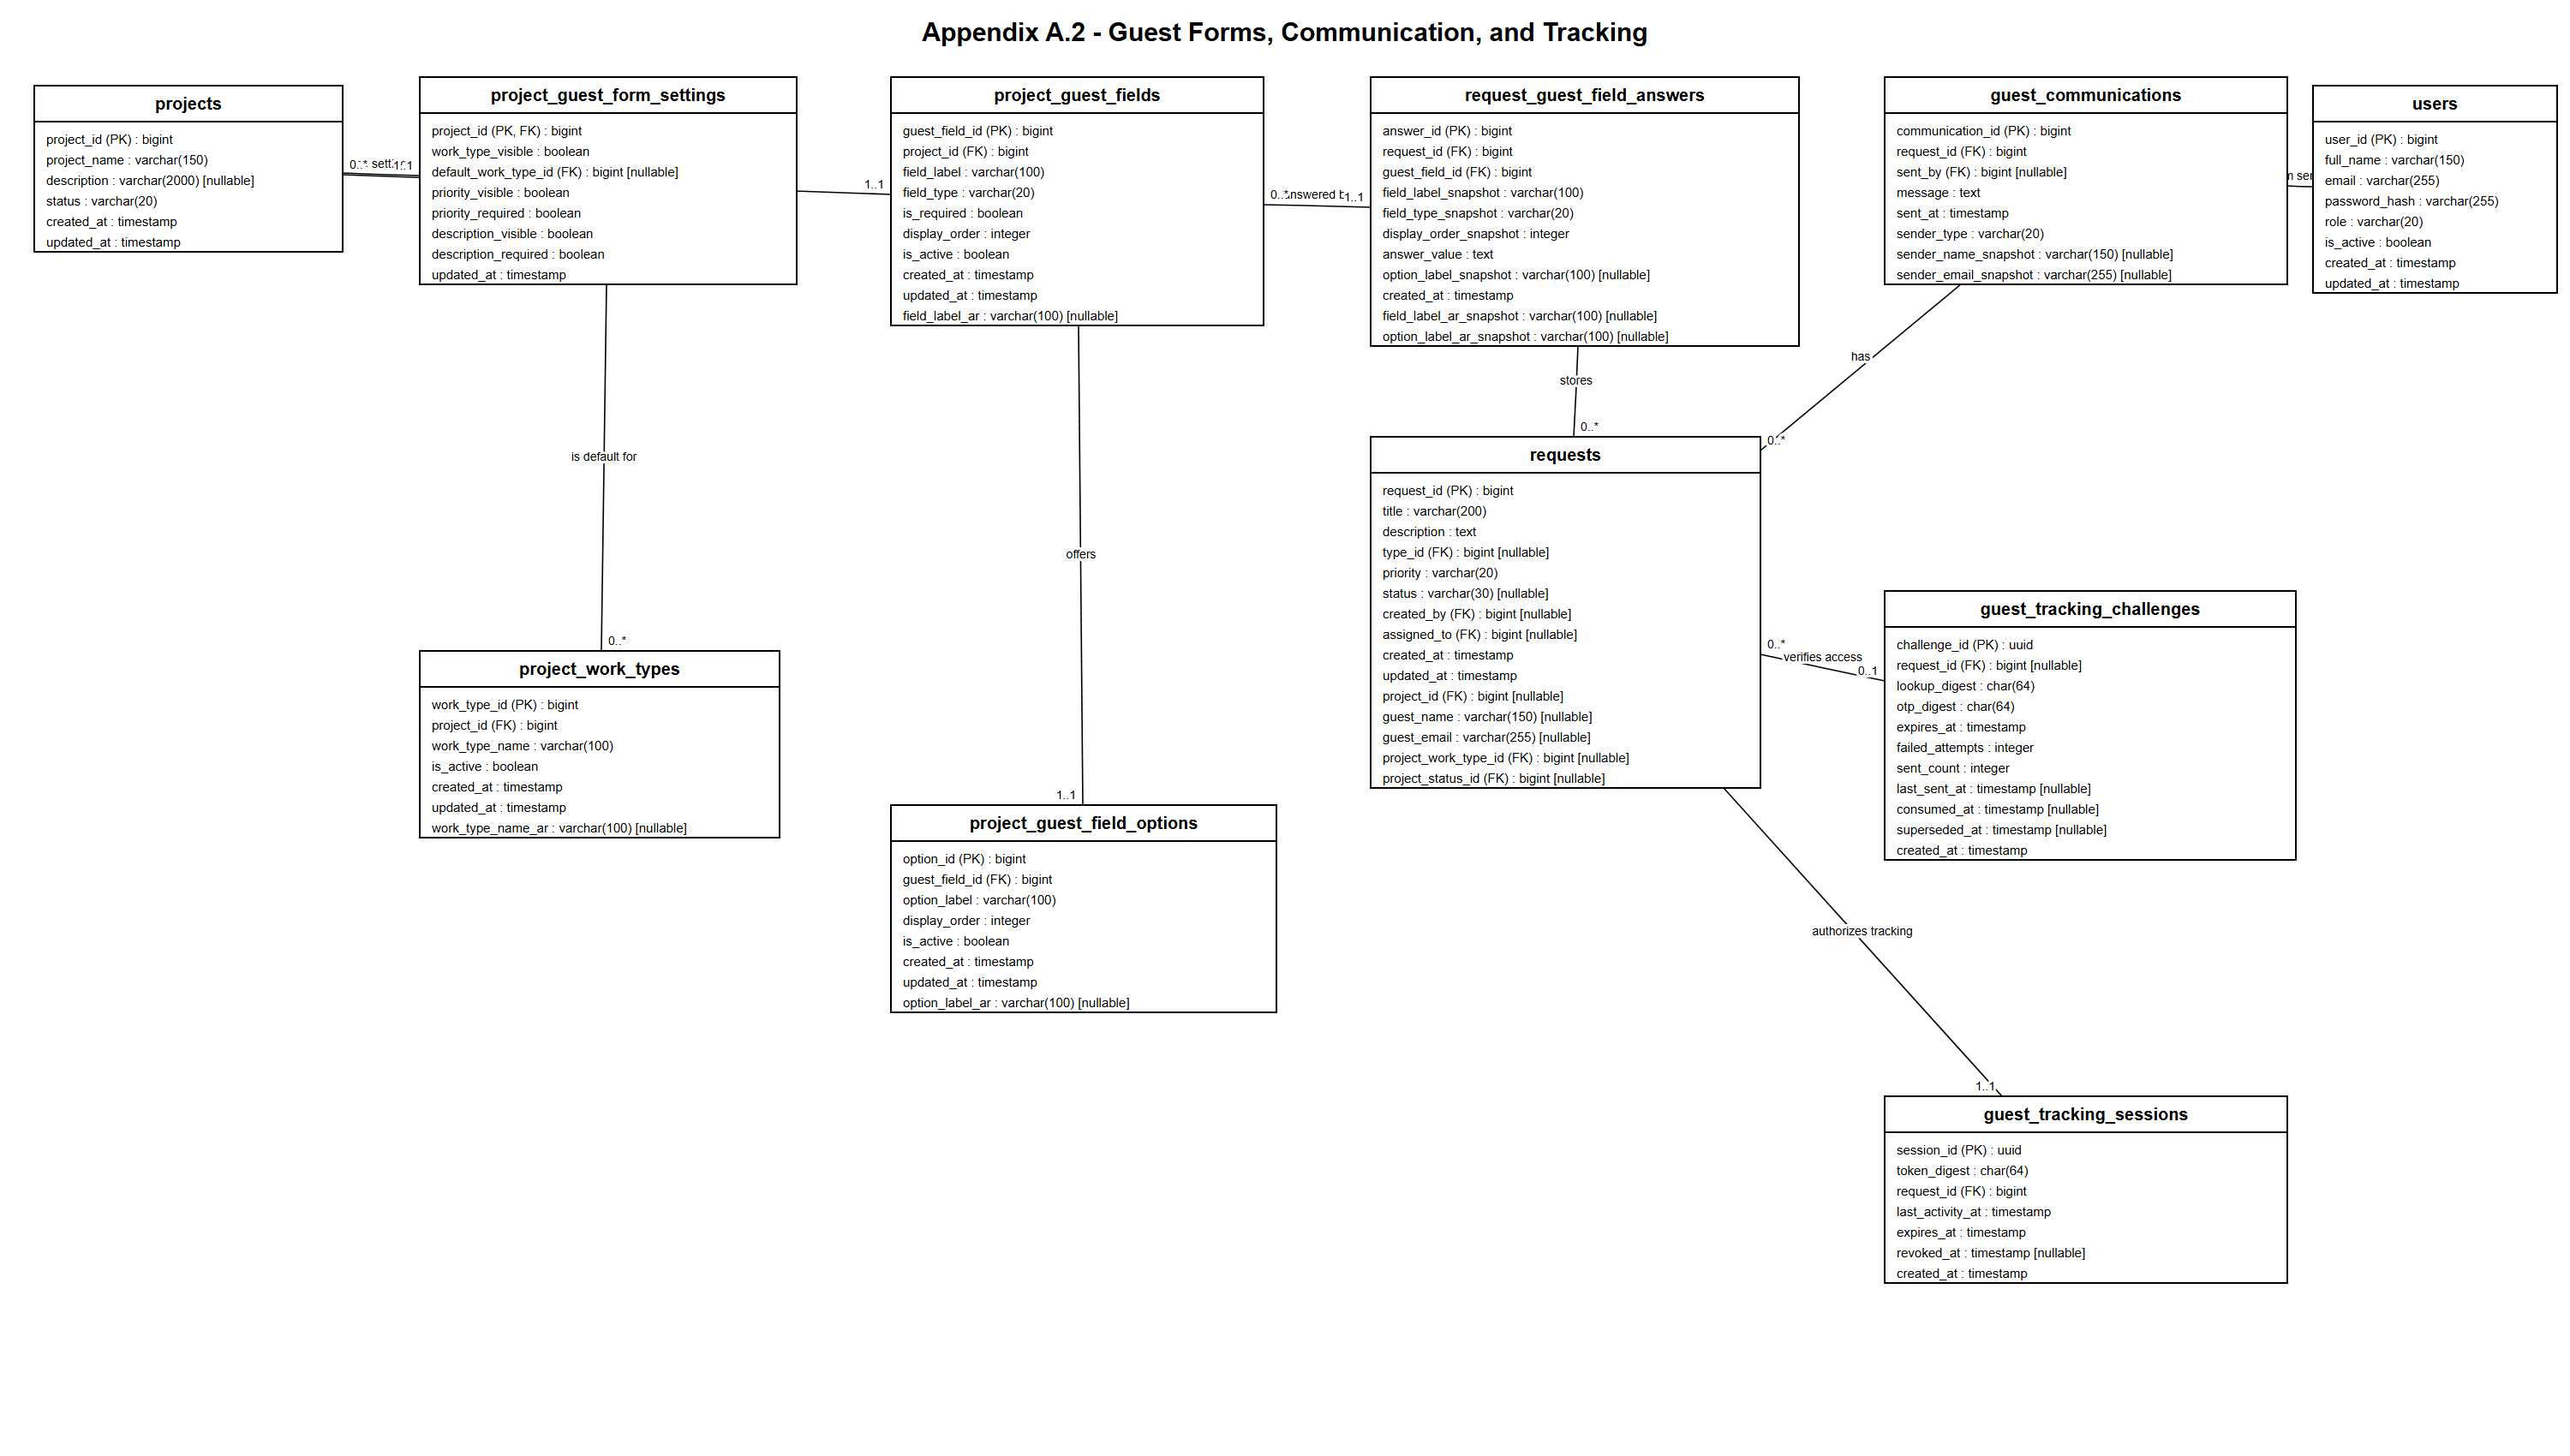 Appendix A.2 - Guest Forms, Communication, and Tracking
projects
project_id (PK) : bigint
project_name : varchar(150)
description : varchar(2000) [nullable]
status : varchar(20)
created_at : timestamp
updated_at : timestamp
0..*
1..1
project_guest_form_settings
project_id (PK, FK) : bigint
work_type_visible : boolean
default_work_type_id (FK) : bigint [nullable]
priority_visible : boolean
priority_required : boolean
description_visible : boolean
description_required : boolean
updated_at : timestamp
1..1
project_guest_fields
guest_field_id (PK) : bigint
project_id (FK) : bigint
field_label : varchar(100)
field_type : varchar(20)
is_required : boolean
display_order : integer
is_active : boolean
created_at : timestamp
updated_at : timestamp
field_label_ar : varchar(100) [nullable]
0..*
1..1
request_guest_field_answers
answer_id (PK) : bigint
request_id (FK) : bigint
guest_field_id (FK) : bigint
field_label_snapshot : varchar(100)
field_type_snapshot : varchar(20)
display_order_snapshot : integer
answer_value : text
option_label_snapshot : varchar(100) [nullable]
created_at : timestamp
field_label_ar_snapshot : varchar(100) [nullable]
option_label_ar_snapshot : varchar(100) [nullable]
guest_communications
communication_id (PK) : bigint
request_id (FK) : bigint
sent_by (FK) : bigint [nullable]
message : text
sent_at : timestamp
sender_type : varchar(20)
sender_name_snapshot : varchar(150) [nullable]
sender_email_snapshot : varchar(255) [nullable]
users
user_id (PK) : bigint
full_name : varchar(150)
email : varchar(255)
password_hash : varchar(255)
role : varchar(20)
is_active : boolean
created_at : timestamp
updated_at : timestamp
has
stores
0..*
0..*
is default for
offers
requests
request_id (PK) : bigint
title : varchar(200)
description : text
type_id (FK) : bigint [nullable]
priority : varchar(20)
status : varchar(30) [nullable]
created_by (FK) : bigint [nullable]
assigned_to (FK) : bigint [nullable]
created_at : timestamp
updated_at : timestamp
project_id (FK) : bigint [nullable]
guest_name : varchar(150) [nullable]
guest_email : varchar(255) [nullable]
project_work_type_id (FK) : bigint [nullable]
project_status_id (FK) : bigint [nullable]
0..*
verifies access
0..1
guest_tracking_challenges
challenge_id (PK) : uuid
request_id (FK) : bigint [nullable]
lookup_digest : char(64)
otp_digest : char(64)
expires_at : timestamp
failed_attempts : integer
sent_count : integer
last_sent_at : timestamp [nullable]
consumed_at : timestamp [nullable]
superseded_at : timestamp [nullable]
created_at : timestamp
0..*
project_work_types
work_type_id (PK) : bigint
project_id (FK) : bigint
work_type_name : varchar(100)
is_active : boolean
created_at : timestamp
updated_at : timestamp
work_type_name_ar : varchar(100) [nullable]
1..1
project_guest_field_options
option_id (PK) : bigint
guest_field_id (FK) : bigint
option_label : varchar(100)
display_order : integer
is_active : boolean
created_at : timestamp
updated_at : timestamp
option_label_ar : varchar(100) [nullable]
authorizes tracking
1..1
guest_tracking_sessions
session_id (PK) : uuid
token_digest : char(64)
request_id (FK) : bigint
last_activity_at : timestamp
expires_at : timestamp
revoked_at : timestamp [nullable]
created_at : timestamp